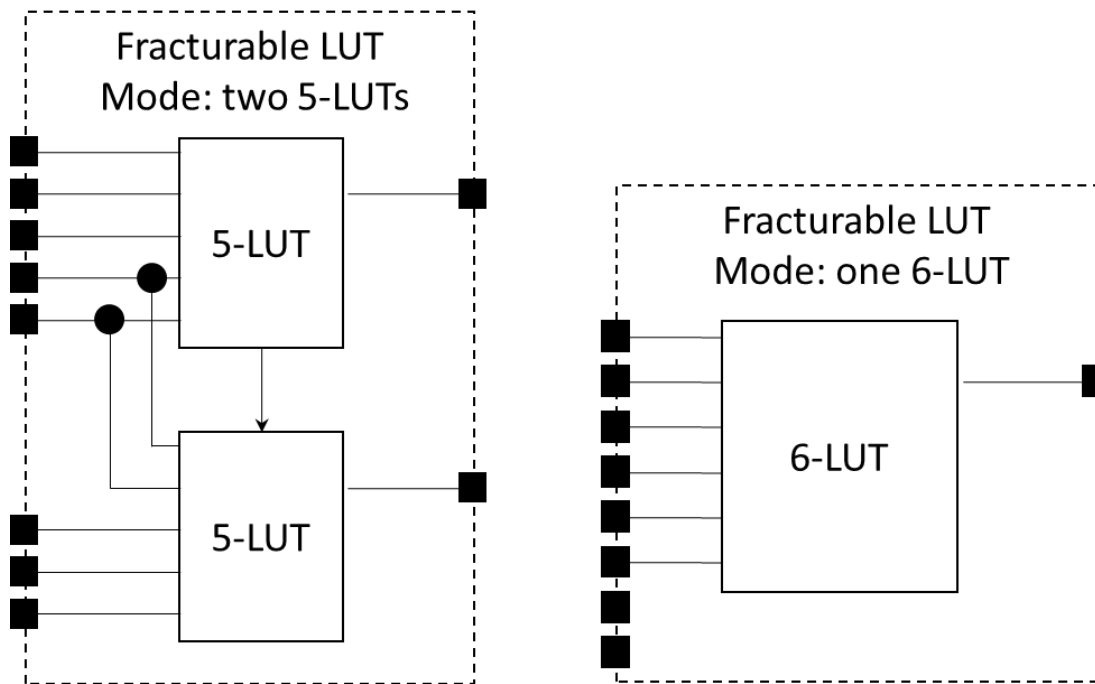 Fracturable LUT
Mode: two 5-LUTs
5-LUT
5-LUT
Fracturable LUT
Mode: one 6-LUT
6-LUT